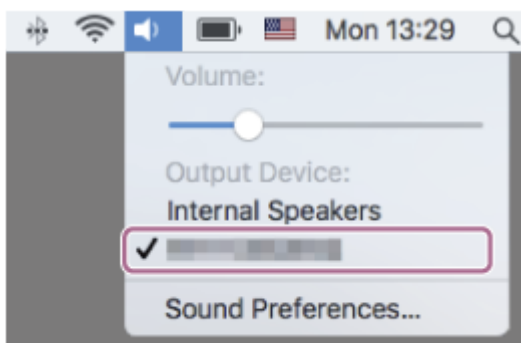 Mon 13:29
Volume:
Output Device:
Internal Speakers
Sound Preferences...